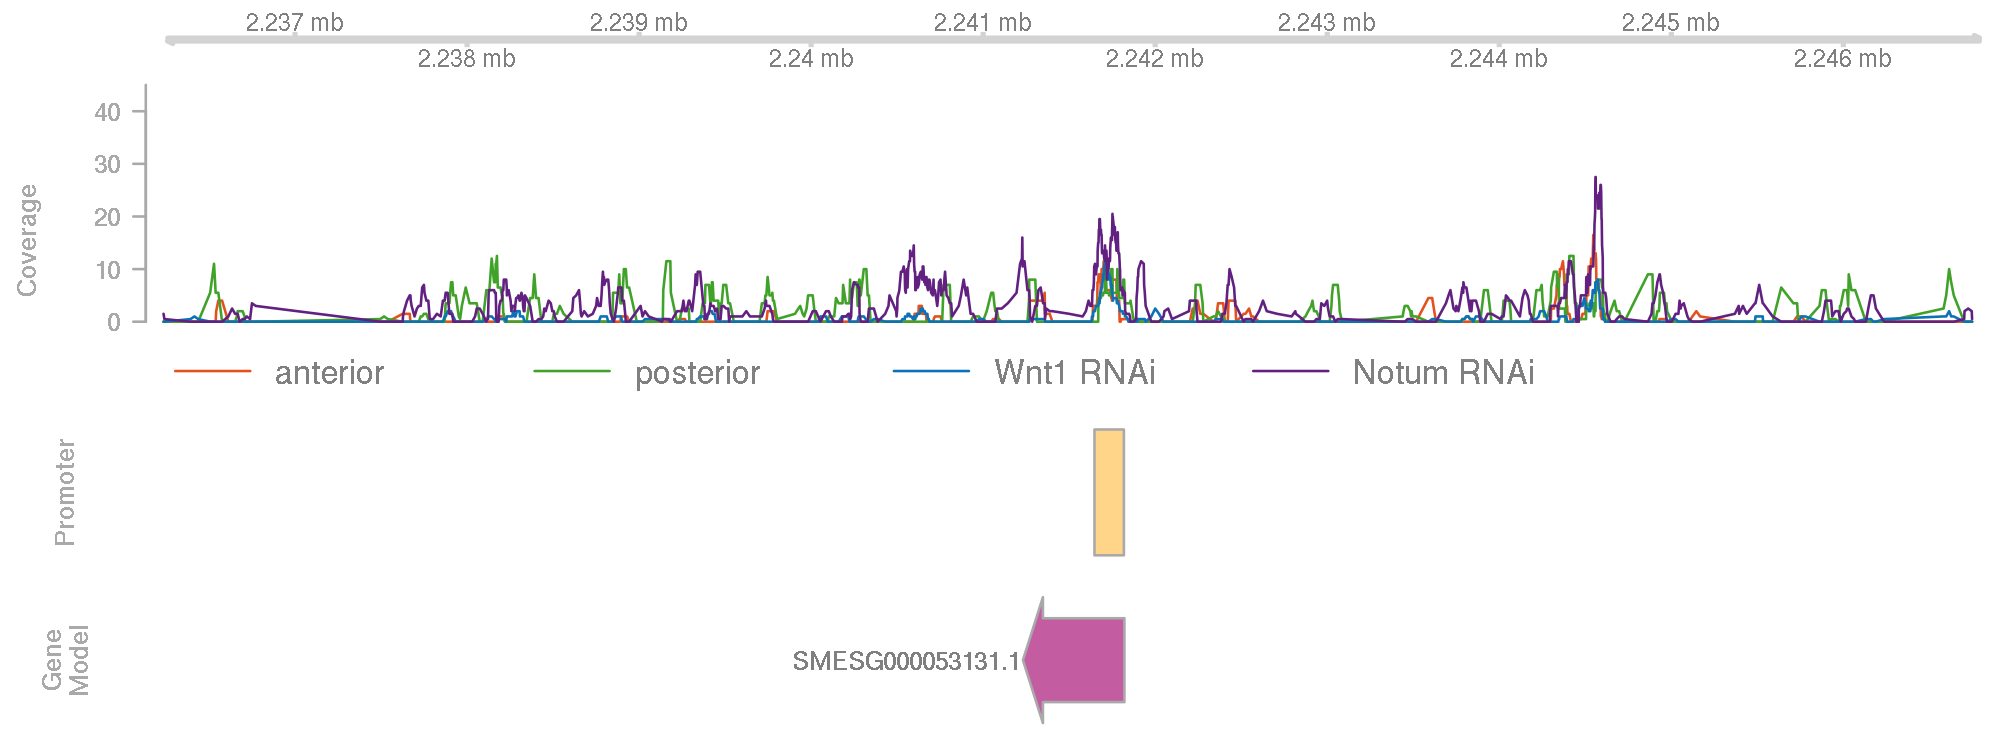 2.237 mb 2.239 mb 2.241 mb 2.243 mb 2.245 mb
2.238 mb 2.24 mb 2.242 mb 2.244 mb 2.246 mb
Coverage
40
30
20
10
0
anterior posterior Wnt1 RNAi Notum RNAi
Promoter
Gene
Model
SMESG000053131.1